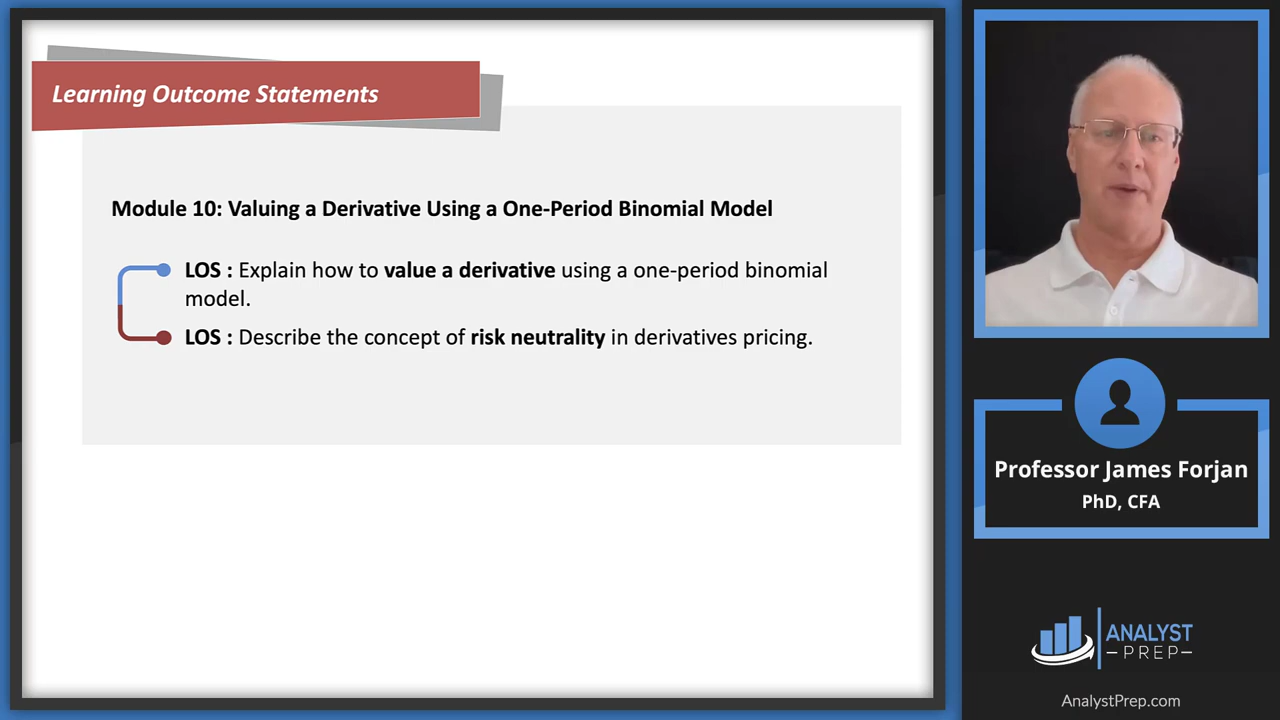 Learning Outcome Statements
Module 10: Valuing a Derivative Using a One-Period Binomial Model
LOS : Explain how to value a derivative using a one-period binomial
model.
LOS : Describe the concept of risk neutrality in derivatives pricing.
Professor James Forjan
PhD, CFA
ANALYST
PREP
AnalystPrep.com